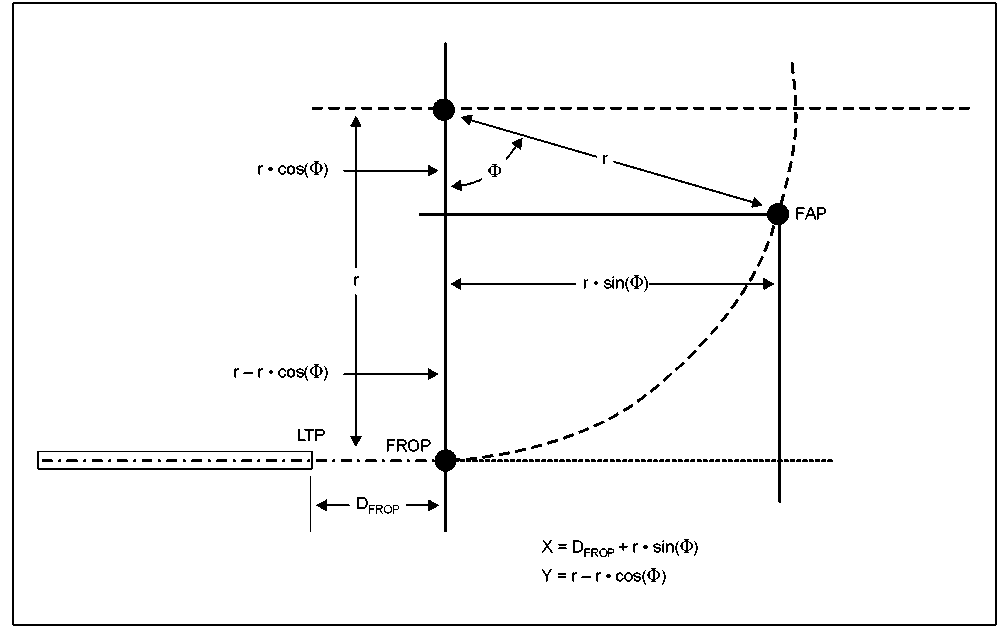 r • cos(Φ)
Φ
r
FAP
r
r • sin(Φ)
r – r • cos(Φ)
LTP
FROP
DFROP
X = DFROP + r • sin(Φ)
Y = r – r • cos(Φ)